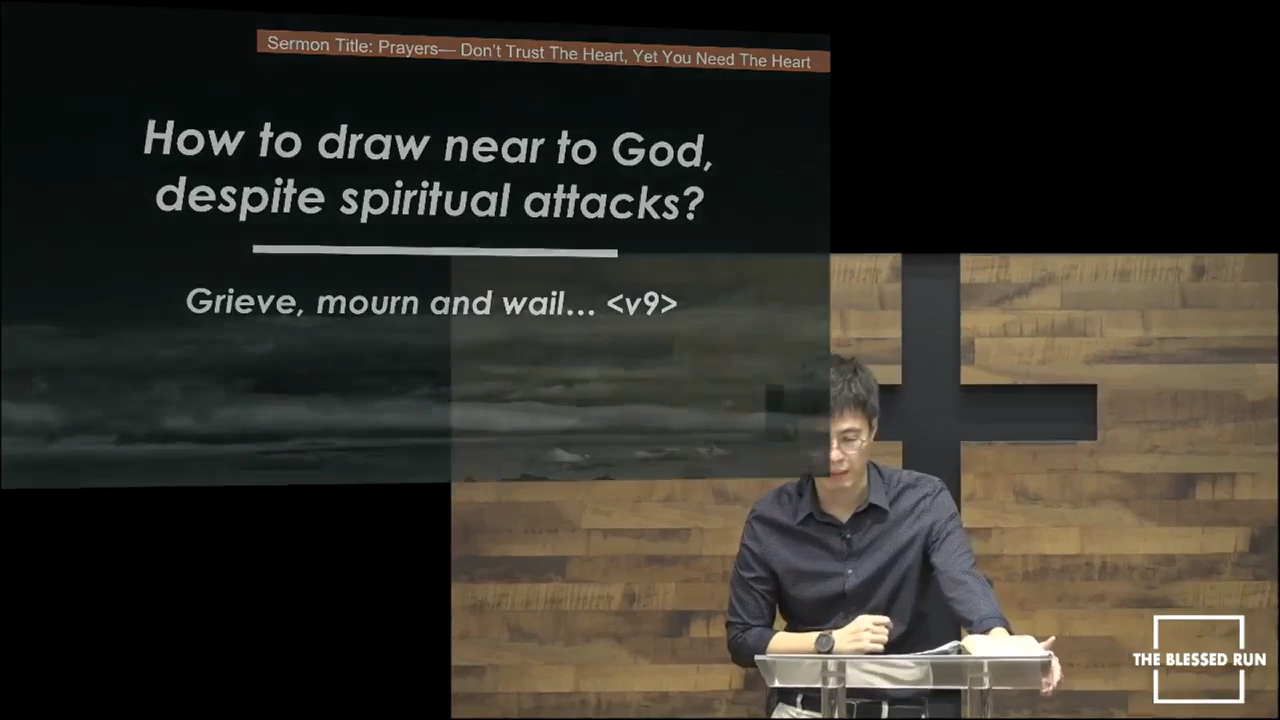 Sermon Title: Prayers— Don't Trust The Heart, Yet You Need The Heart
How to draw near to God,
despite spiritual attacks?
Grieve, mourn and wail... <v9>
THE BLESSED RUN